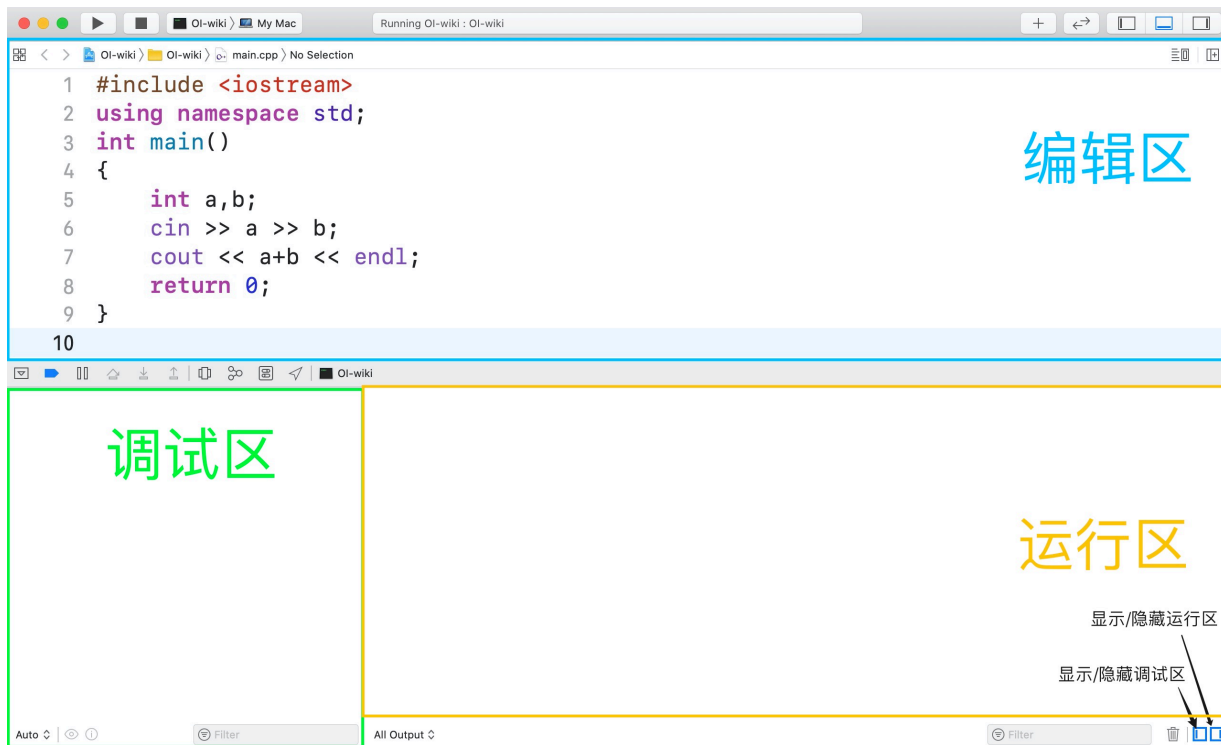 OI-wiki 〉 My Mac
Running OI-wiki : OI-wiki
OI-wiki 〉 OI-wiki 〉 main.cpp 〉 No Selection
1 #include <iostream>
2 using namespace std;
3 int main()
4 {
5     int a,b;
6     cin >> a >> b;
7     cout << a+b << endl;
8     return 0;
9 }
10
编辑区
OI-wiki
调试区
运行区
显示/隐藏运行区
显示/隐藏调试区
Auto
Filter
All Output
Filter